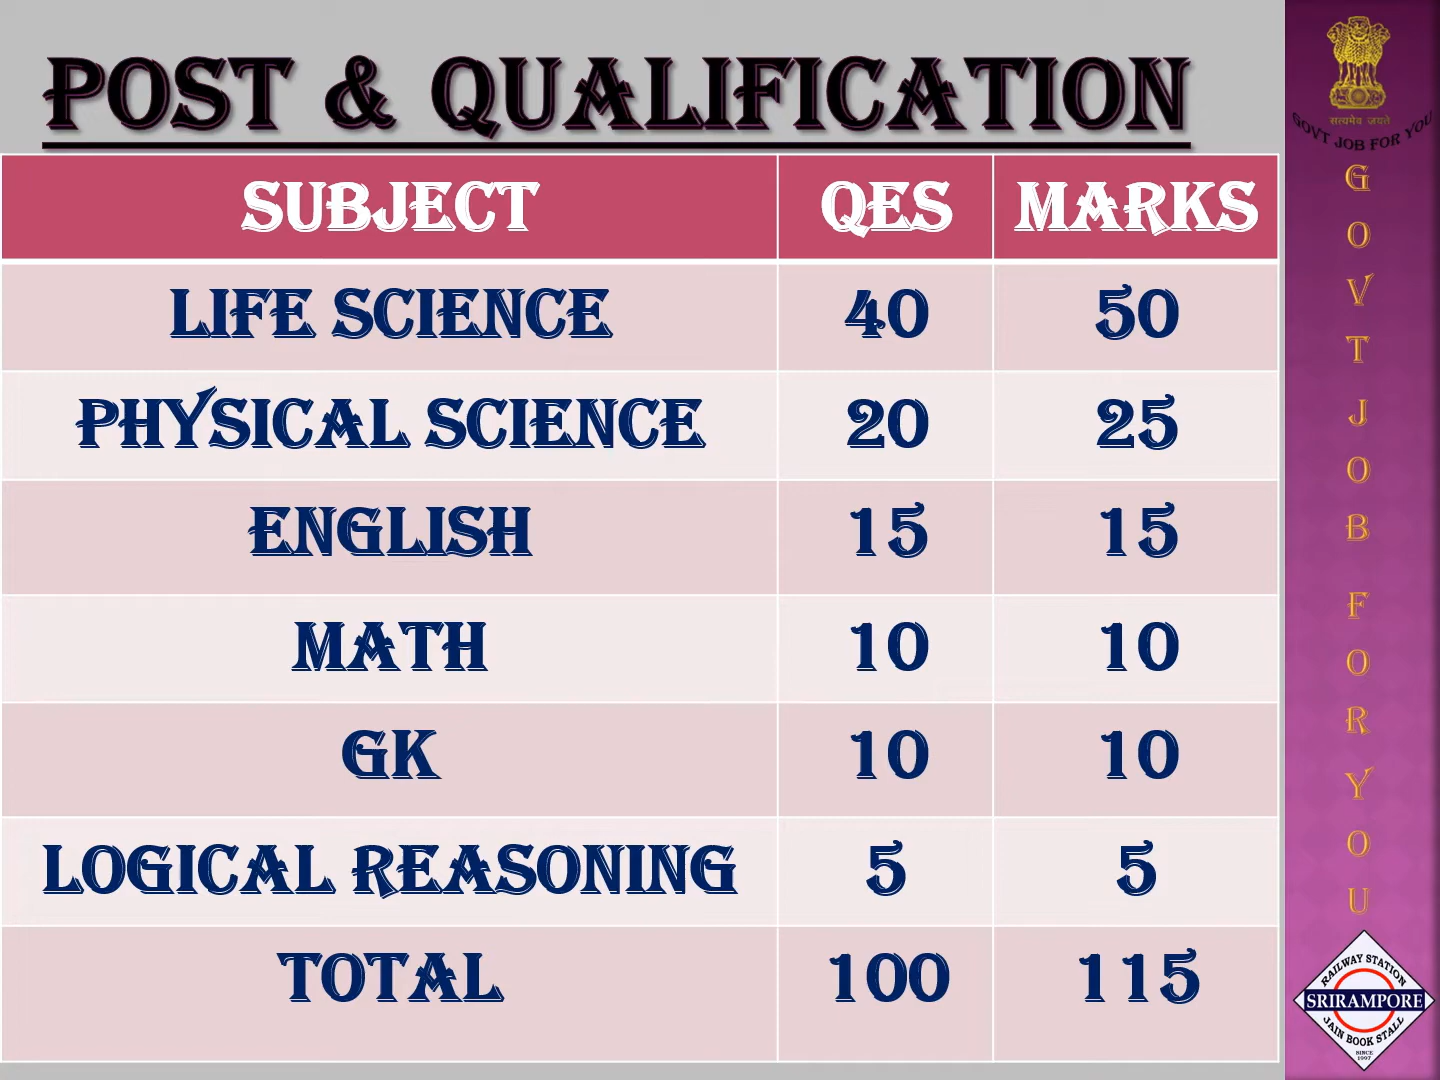 POST & QUALIFICATION
SUBJECT QES MARKS
LIFE SCIENCE 40 50
PHYSICAL SCIENCE 20 25
ENGLISH 15 15
MATH 10 10
GK 10 10
LOGICAL REASONING 5 5
TOTAL 100 115
सत्यमेव जयते
GOVT JOB FOR YOU
G
O
V
T
J
O
B
F
O
R
Y
O
U
RAILWAY STATION
SRIRAMPORE
JAIN BOOK STALL
SINCE
1997